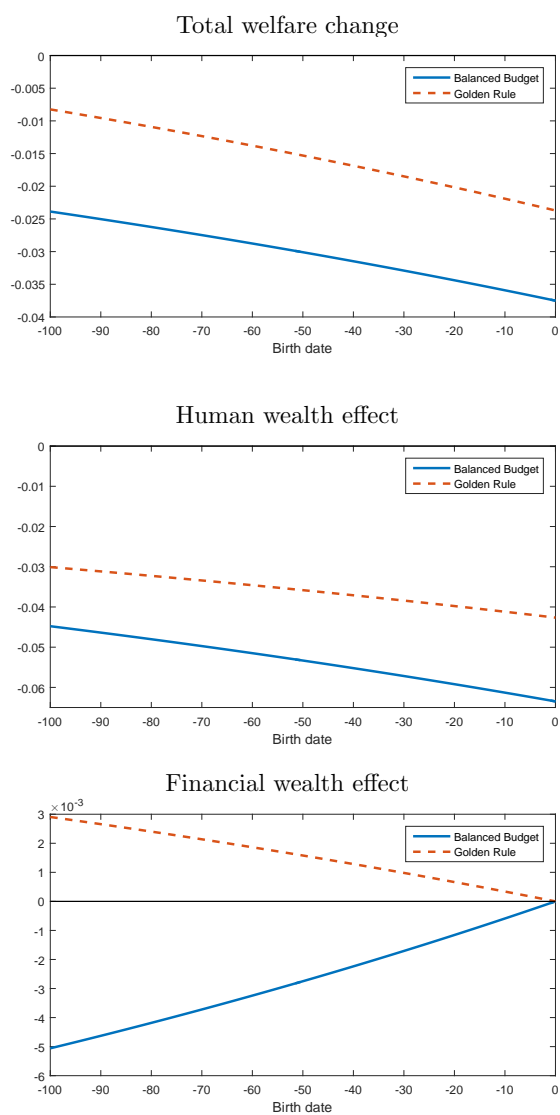 Total welfare change
0
-0.005
-0.01
-0.015
-0.02
-0.025
-0.03
-0.035
-0.04
Balanced Budget
Golden Rule
-100 -90 -80 -70 -60 -50 -40 -30 -20 -10 0
Birth date
Human wealth effect
0
-0.01
-0.02
-0.03
-0.04
-0.05
-0.06
Balanced Budget
Golden Rule
-100 -90 -80 -70 -60 -50 -40 -30 -20 -10 0
Birth date
Financial wealth effect
×10⁻³
3
2
1
0
-1
-2
-3
-4
-5
-6
Balanced Budget
Golden Rule
-100 -90 -80 -70 -60 -50 -40 -30 -20 -10 0
Birth date